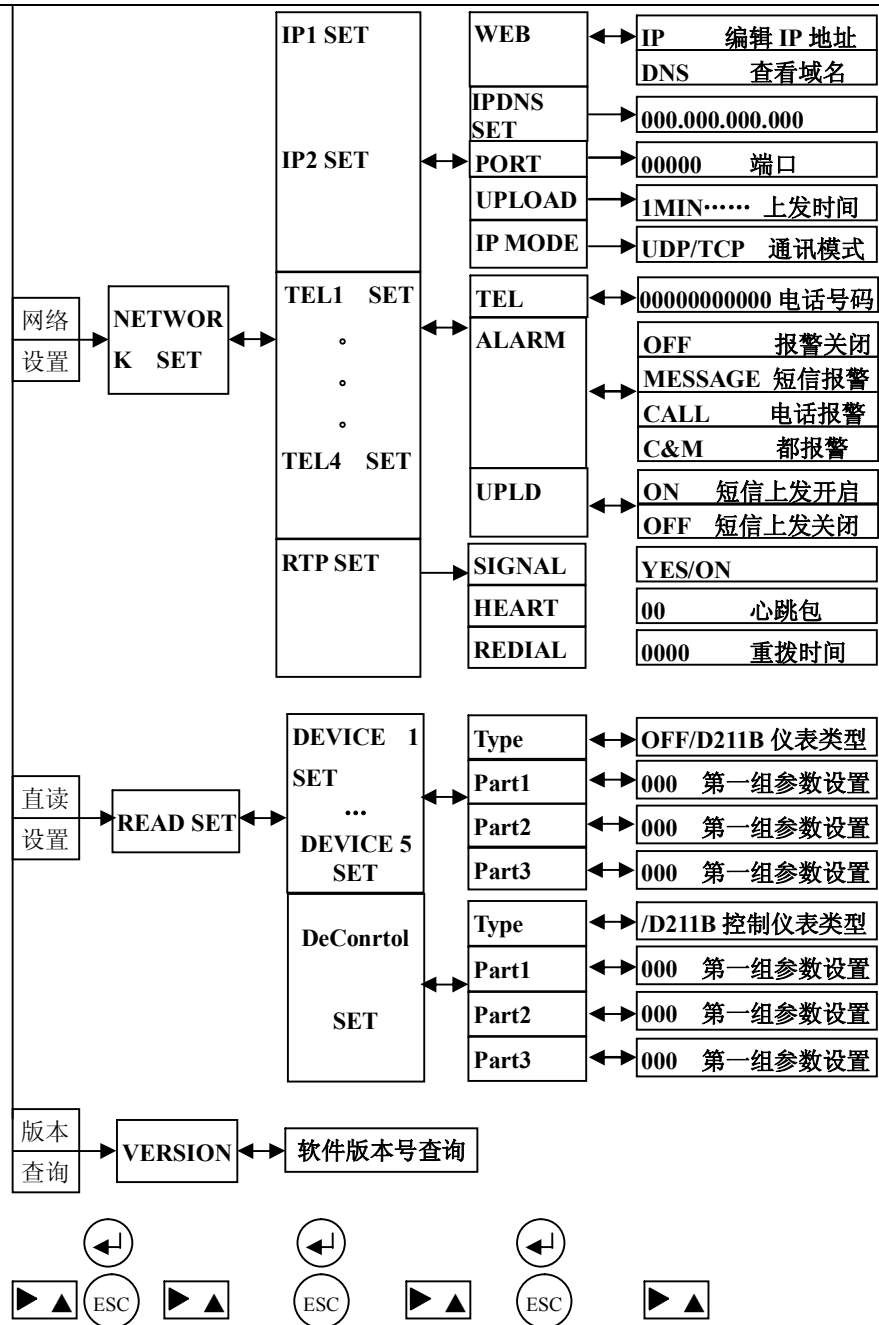 IP1 SET
IP2 SET
WEB
IP 编辑 IP 地址
DNS 查看域名
IPDNS
SET
000.000.000.000
PORT
00000 端口
UPLOAD
1MIN…… 上发时间
IP MODE
UDP/TCP 通讯模式
网络
设置
NETWOR
K SET
TEL1 SET
。
。
。
TEL4 SET
TEL
00000000000 电话号码
ALARM
OFF 报警关闭
MESSAGE 短信报警
CALL 电话报警
C&M 都报警
UPLD
ON 短信上发开启
OFF 短信上发关闭
RTP SET
SIGNAL
YES/ON
HEART
00 心跳包
REDIAL
0000 重拨时间
直读
设置
READ SET
DEVICE 1
SET
...
DEVICE 5
SET
Type
OFF/D211B 仪表类型
Part1
000 第一组参数设置
Part2
000 第一组参数设置
Part3
000 第一组参数设置
DeConrtol
SET
Type
/D211B 控制仪表类型
Part1
000 第一组参数设置
Part2
000 第一组参数设置
Part3
000 第一组参数设置
版本
查询
VERSION
软件版本号查询
ESC
ESC
ESC